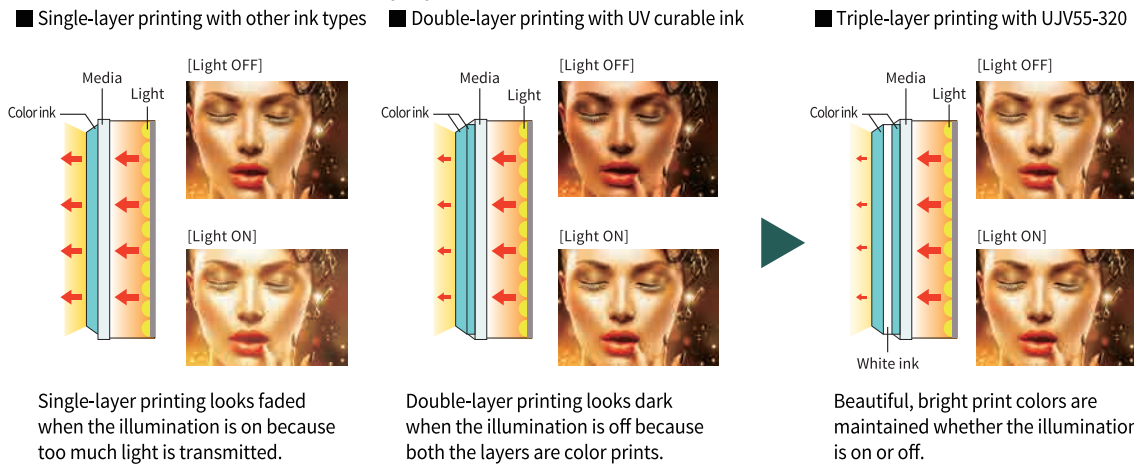 ■ Single-layer printing with other ink types
[Light OFF]
Media
Light
Color ink
[Light ON]
Single-layer printing looks faded
when the illumination is on because
too much light is transmitted.
■ Double-layer printing with UV curable ink
[Light OFF]
Media
Light
Color ink
[Light ON]
Double-layer printing looks dark
when the illumination is off because
both the layers are color prints.
■ Triple-layer printing with UJV55-320
[Light OFF]
Media
Light
Color ink
[Light ON]
White ink
Beautiful, bright print colors are
maintained whether the illumination
is on or off.